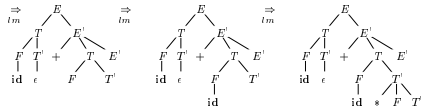 ⇒ E ⇒ E ⇒ E
lm lm lm
T E' T E' T E'
F T' + T E' F T' + T E' F T' + T E'
id ϵ F T' id ϵ F T' id ϵ F T'
id id * F T'